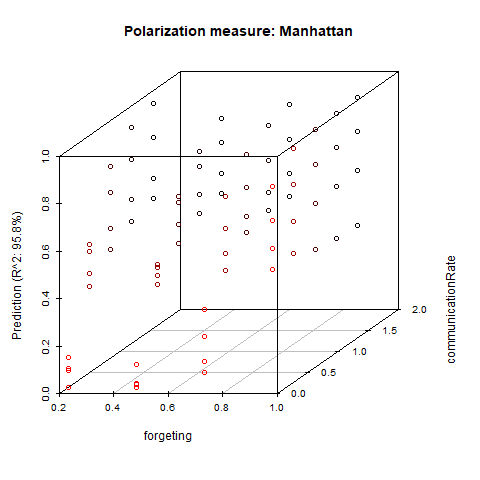 Polarization measure: Manhattan
Prediction (R^2: 95.8%)
1.0
0.8
0.6
0.4
0.2
0.0
0.2 0.4 0.6 0.8 1.0
forgeting
0.0
0.5
1.0
1.5
2.0
communicationRate